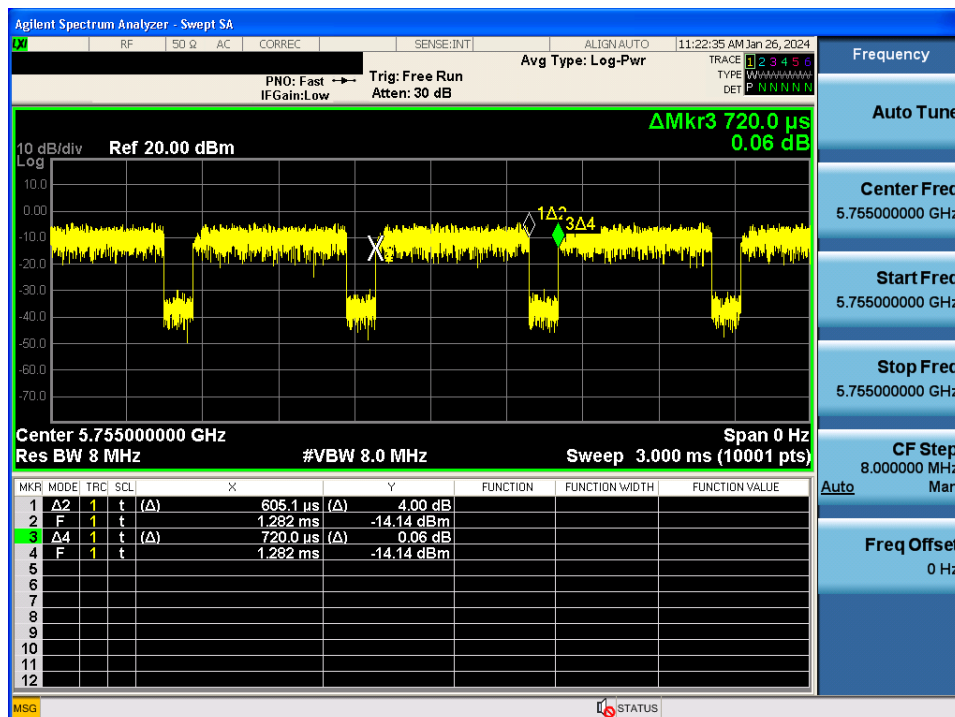 Agilent Spectrum Analyzer - Swept SA
LXI RF 50 Ω AC CORREC SENSE:INT ALIGN AUTO 11:22:35 AM Jan 26, 2024
Frequency
Avg Type: Log-Pwr
TRACE 1 2 3 4 5 6
PNO: Fast Trig: Free Run
TYPE WWWWWW
IFGain:Low Atten: 30 dB
DET P N N N N N
Auto Tune
ΔMkr3 720.0 µs
0.06 dB
10 dB/div Ref 20.00 dBm
Log
10.0
0.00
-10.0
-20.0
-30.0
-40.0
-50.0
-60.0
-70.0
1Δ2
3Δ4
X
Center Freq
5.755000000 GHz
Start Freq
5.755000000 GHz
Stop Freq
5.755000000 GHz
Center 5.755000000 GHz Span 0 Hz
Res BW 8 MHz #VBW 8.0 MHz Sweep 3.000 ms (10001 pts)
CF Step
8.000000 MHz
Auto Man
MKR MODE TRC SCL X Y FUNCTION FUNCTION WIDTH FUNCTION VALUE
1 Δ2 1 t (Δ) 605.1 µs (Δ) 4.00 dB
2 F 1 t 1.282 ms -14.14 dBm
3 Δ4 1 t (Δ) 720.0 µs (Δ) 0.06 dB
4 F 1 t 1.282 ms -14.14 dBm
5
6
7
8
9
10
11
12
Freq Offset
0 Hz
MSG STATUS